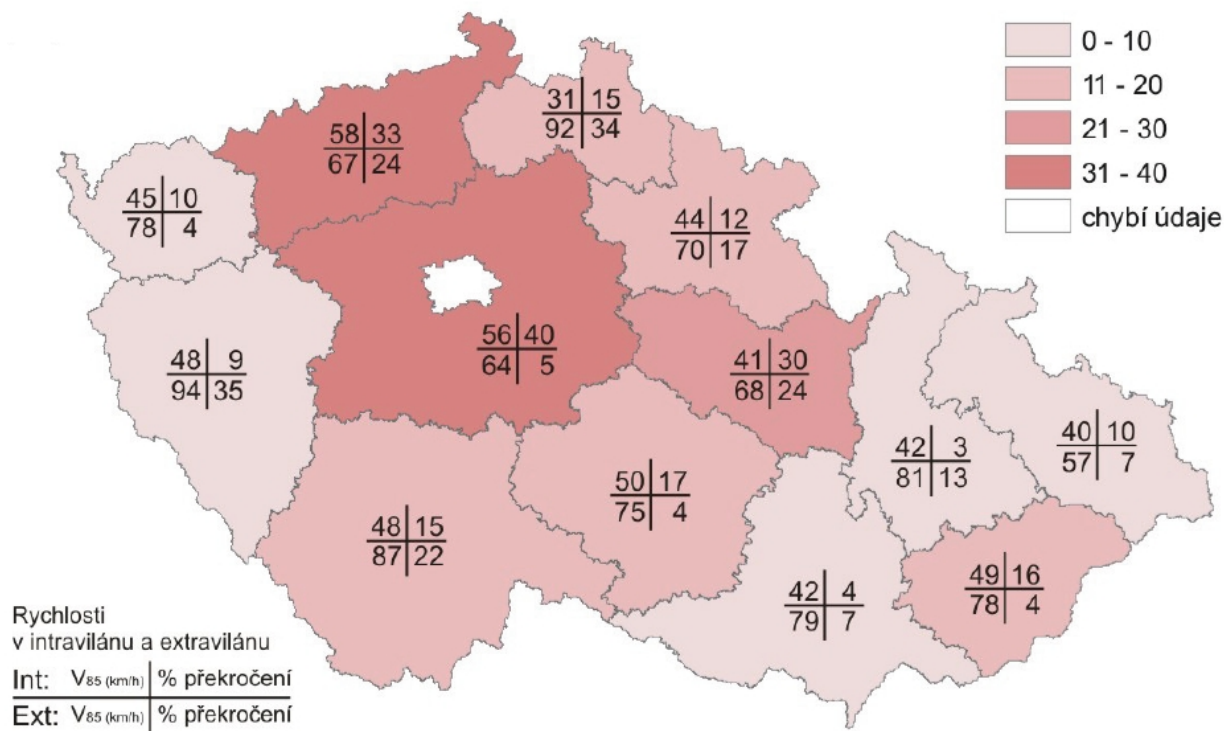 0 - 10
11 - 20
21 - 30
31 - 40
chybí údaje
31 15
92 34
58 33
67 24
45 10
78 4
44 12
70 17
56 40
64 5
48 9
94 35
41 30
68 24
42 3
81 13
40 10
57 7
50 17
75 4
48 15
87 22
49 16
78 4
42 4
79 7
Rychlosti
v intravilánu a extravilánu
Int: V85 (km/h) % překročení
Ext: V85 (km/h) % překročení